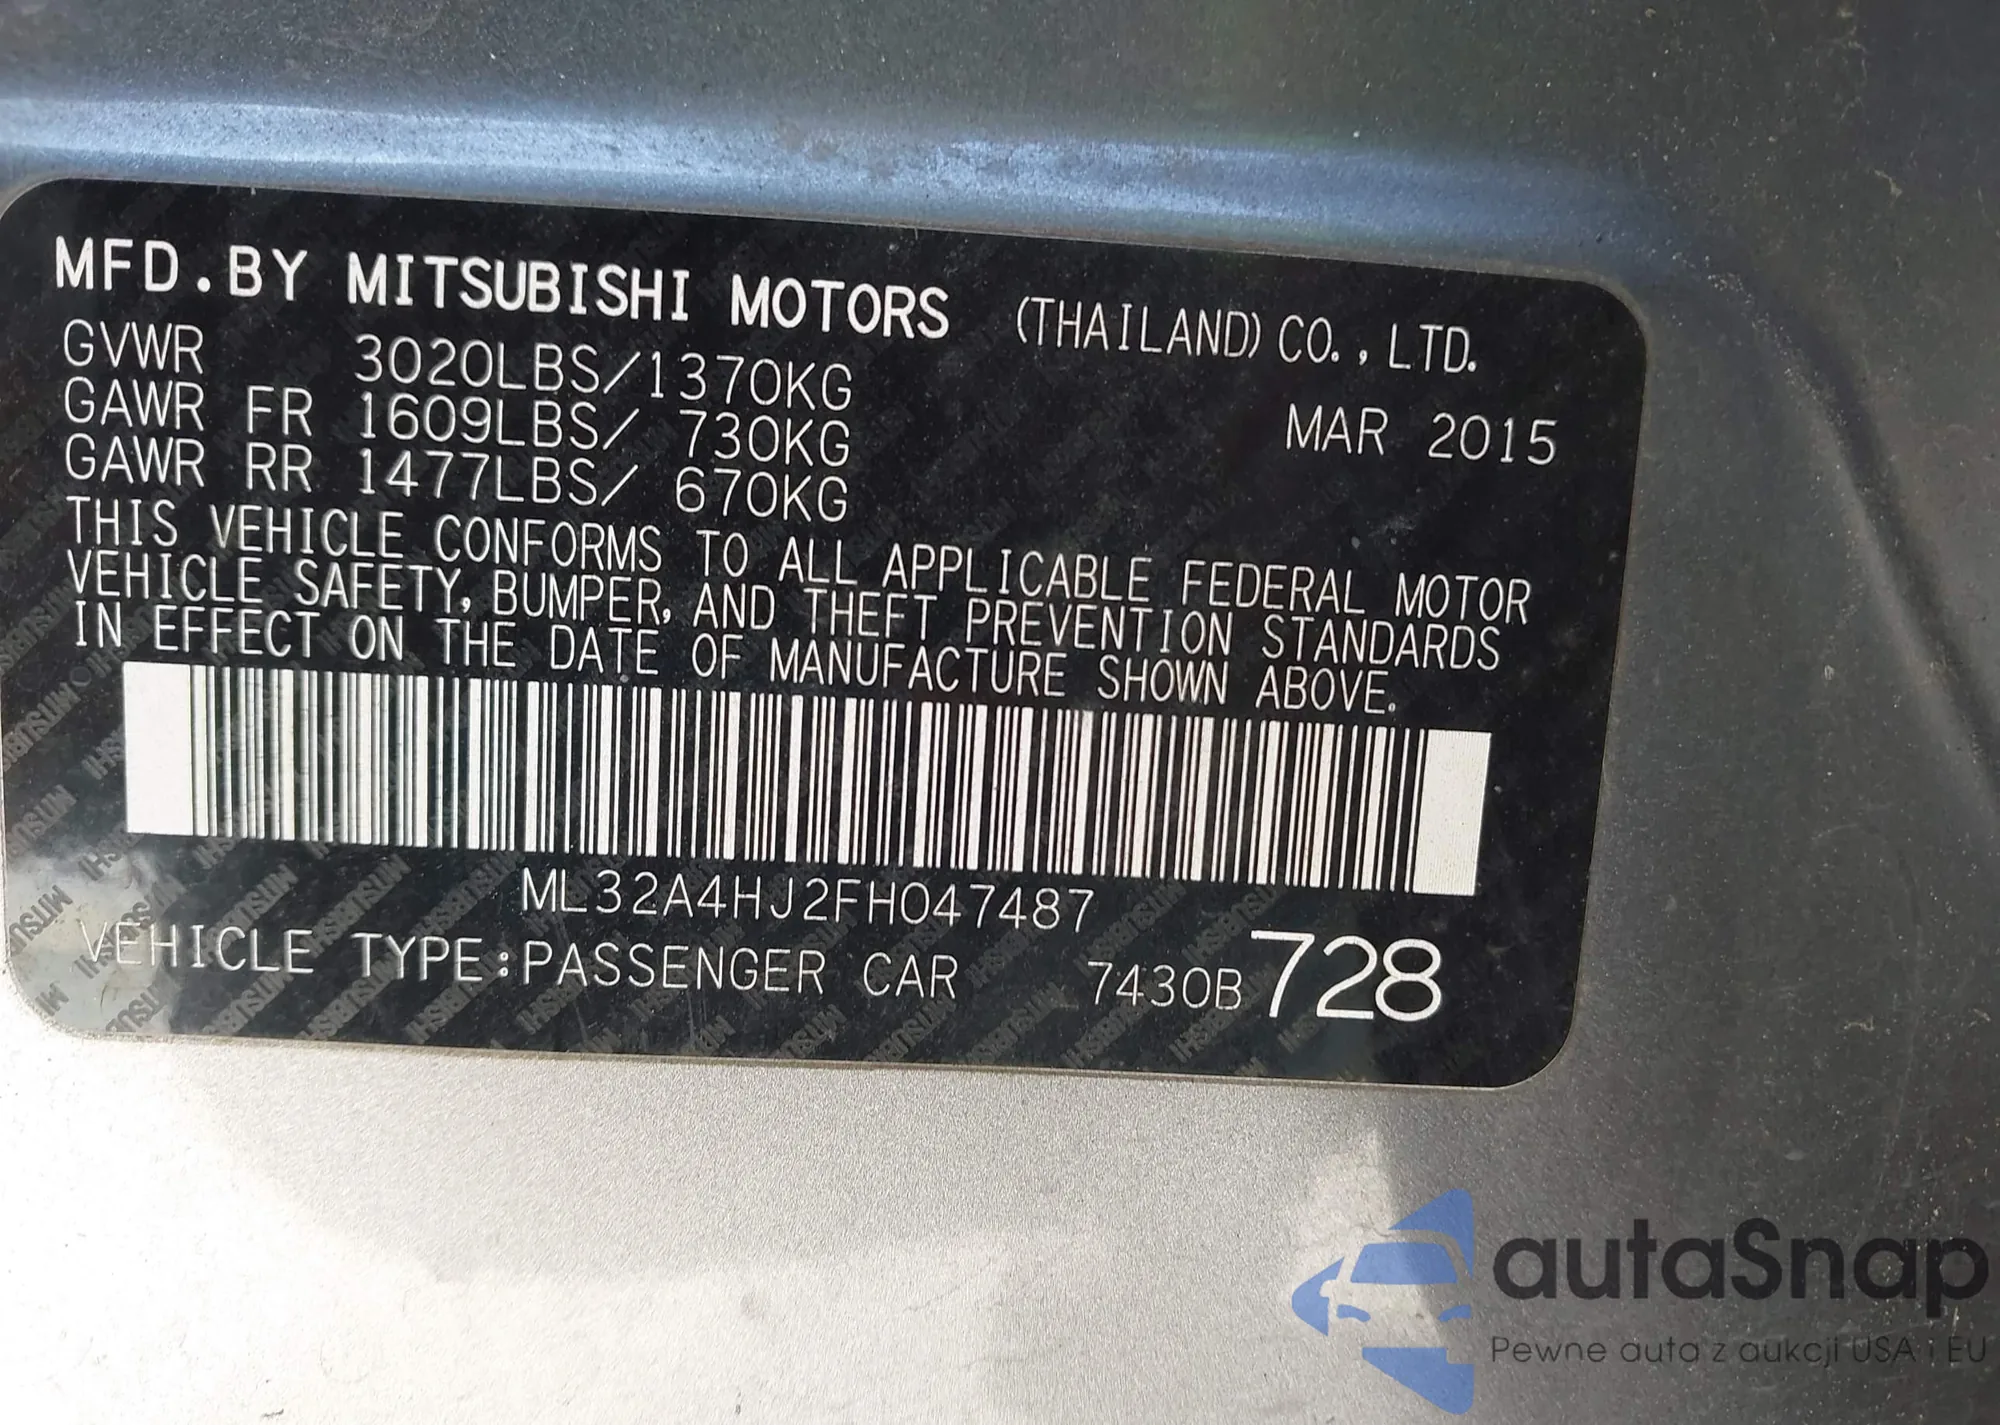 MFD.BY MITSUBISHI MOTORS (THAILAND) CO., LTD.
GVWR 3020LBS/1370KG
GAWR FR 1609LBS/ 730KG MAR 2015
GAWR RR 1477LBS/ 670KG
THIS VEHICLE CONFORMS TO ALL APPLICABLE FEDERAL MOTOR
VEHICLE SAFETY, BUMPER, AND THEFT PREVENTION STANDARDS
IN EFFECT ON THE DATE OF MANUFACTURE SHOWN ABOVE.
ML32A4HJ2FH047487
VEHICLE TYPE:PASSENGER CAR 7430B 728
autaSnap
Pewne auta z aukcji USA i EU